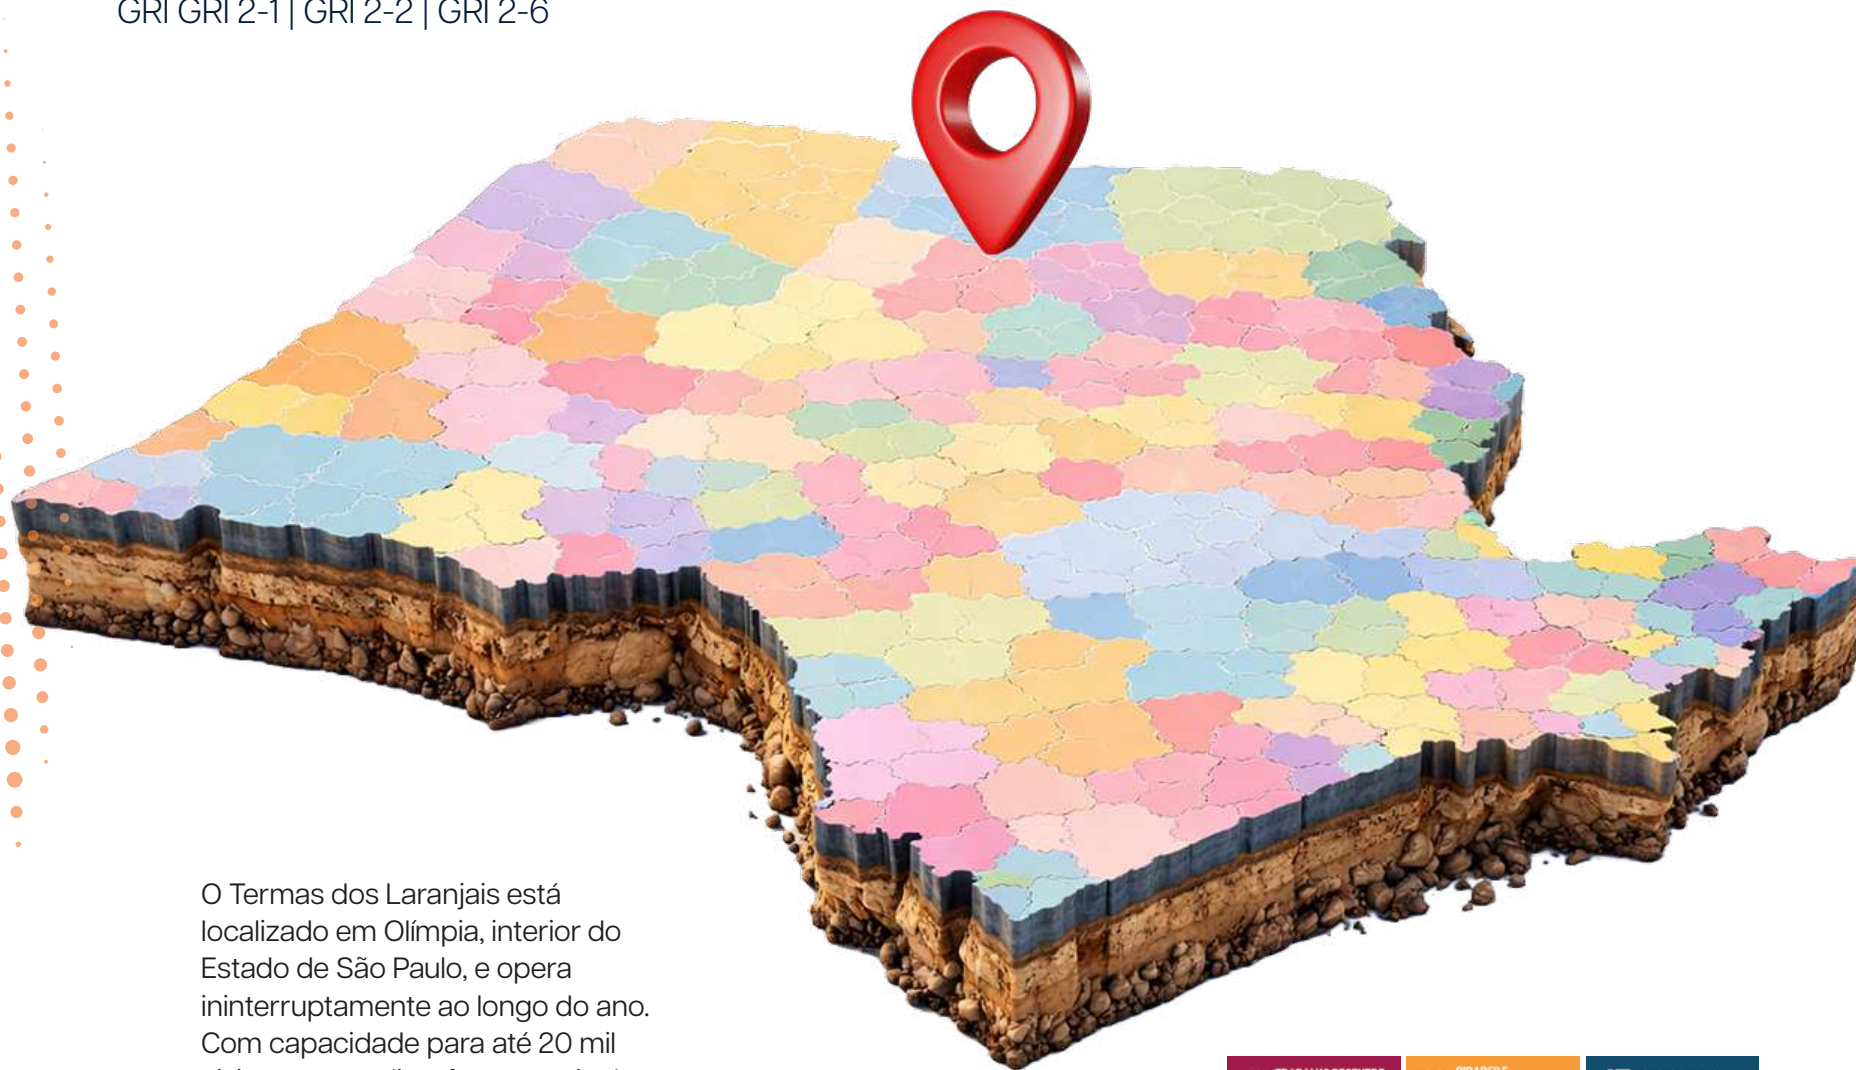 GRI GRI 2-1 | GRI 2-2 | GRI 2-6
O Termas dos Laranjais está
localizado em Olímpia, interior do
Estado de São Paulo, e opera
ininterruptamente ao longo do ano.
Com capacidade para até 20 mil